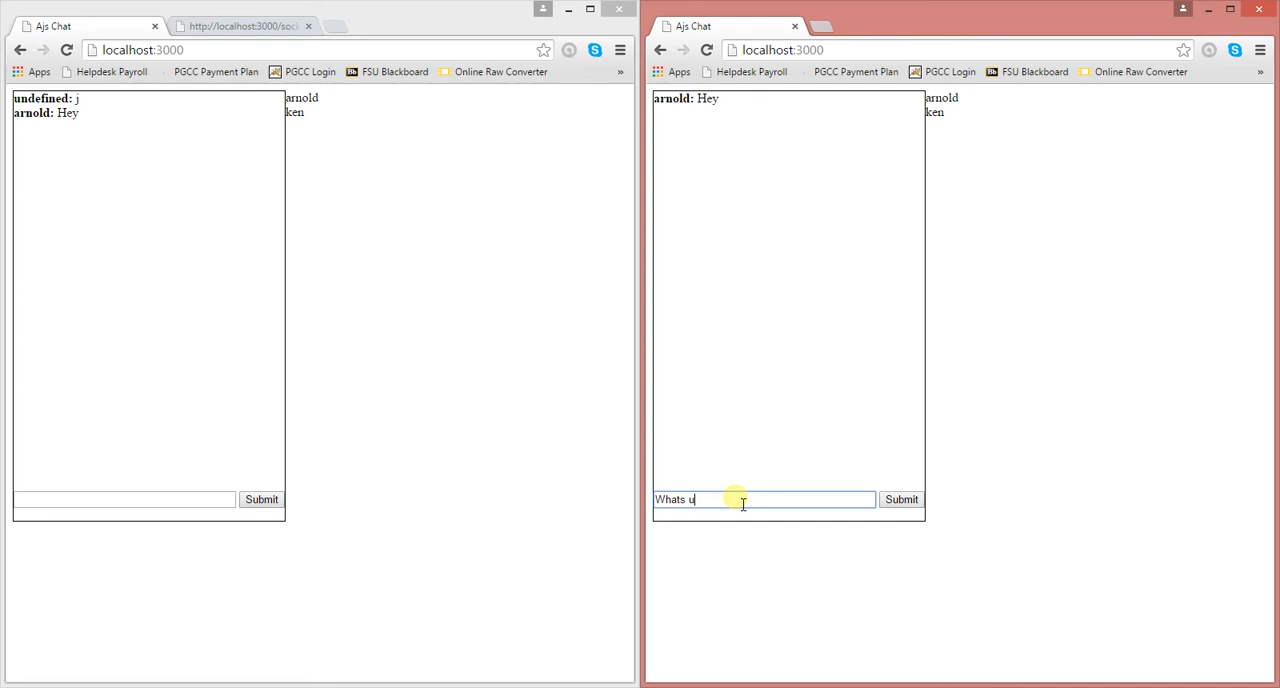 Ajs Chat
http://localhost:3000/soc
localhost:3000
Apps Helpdesk Payroll PGCC Payment Plan PGCC Login Bb FSU Blackboard Online Raw Converter »
undefined: j
arnold: Hey
arnold
ken
Submit
Ajs Chat
localhost:3000
Apps Helpdesk Payroll PGCC Payment Plan PGCC Login Bb FSU Blackboard Online Raw Converter »
arnold: Hey
arnold
ken
Whats u
Submit